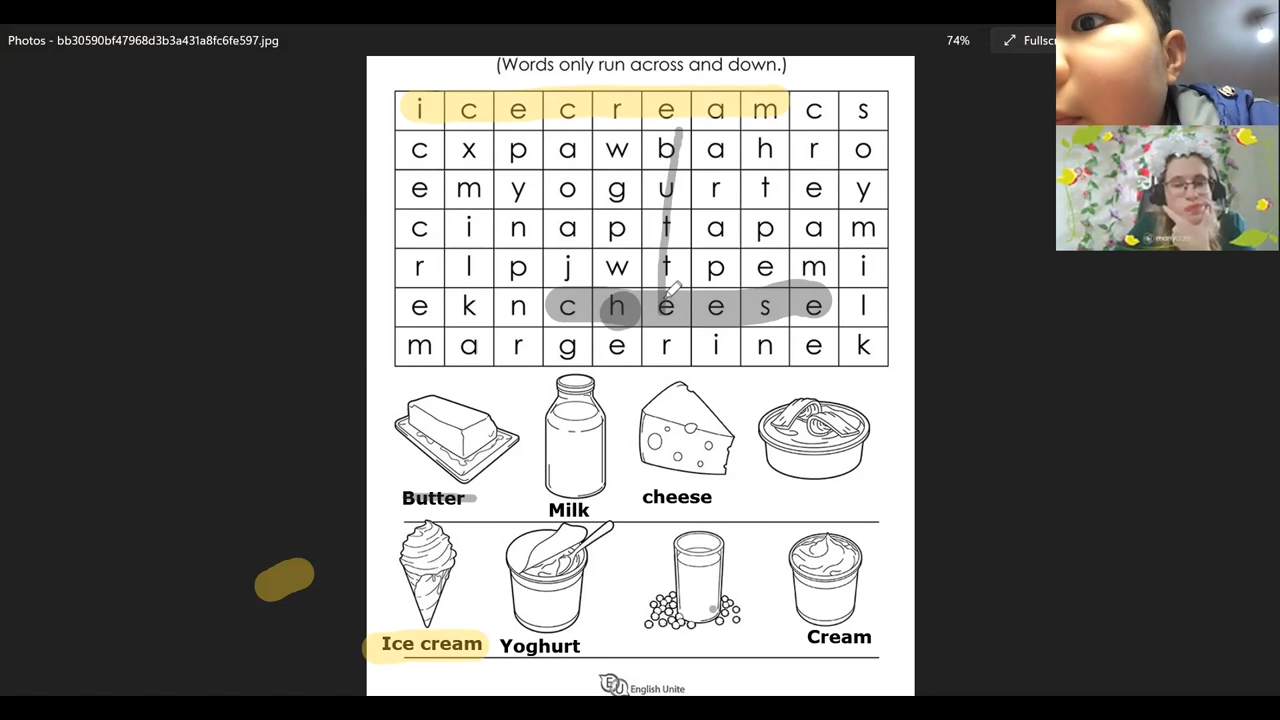 Photos - bb30590bf47968d3b3a431a8fc6fe597.jpg
74%
(Words only run across and down.)
i c e c r e a m c s
c x p a w b a h r o
e m y o g u r t e y
c i n a p t a p a m
r l p j w t p e m i
e k n c h e e s e l
m a r g e r i n e k
Butter
Milk
cheese
Ice cream
Yoghurt
Cream
EU English Unite